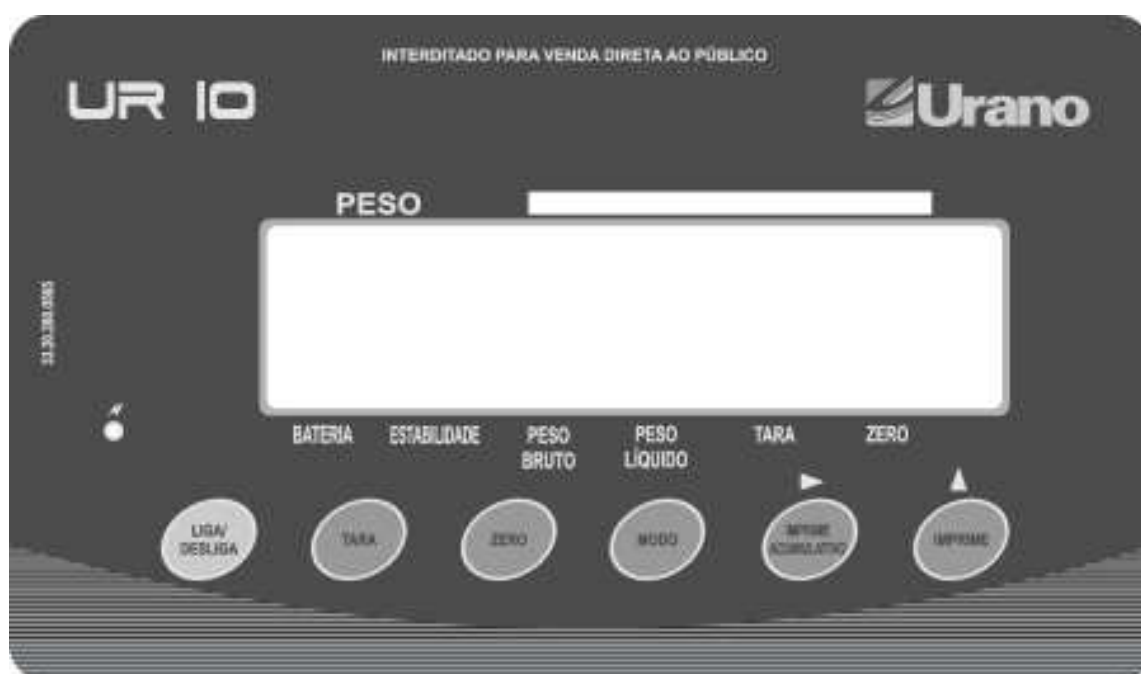 INTERDITADO PARA VENDA DIRETA AO PÚBLICO
UR 10
Urano
PESO
BATERIA ESTABILIDADE PESO BRUTO PESO LÍQUIDO TARA ZERO
LIGA/ DESLIGA
TARA
ZERO
MODO
IMPRIME ACUMULATIVO
IMPRIME